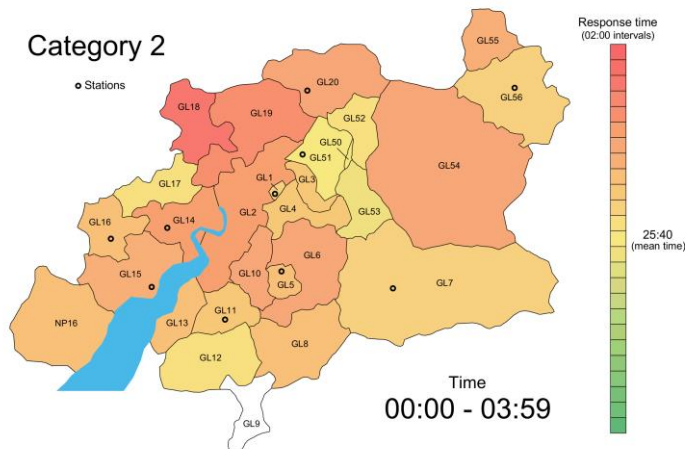 Category 2
Stations
Response time
(02:00 intervals)
25:40
(mean time)
GL55
GL20
GL56
GL18
GL19
GL52
GL50
GL51
GL54
GL17
GL1
GL3
GL16
GL14
GL2
GL4
GL53
GL15
GL10
GL6
GL5
GL7
NP16
GL13
GL11
GL12
GL8
GL9
Time
00:00 - 03:59